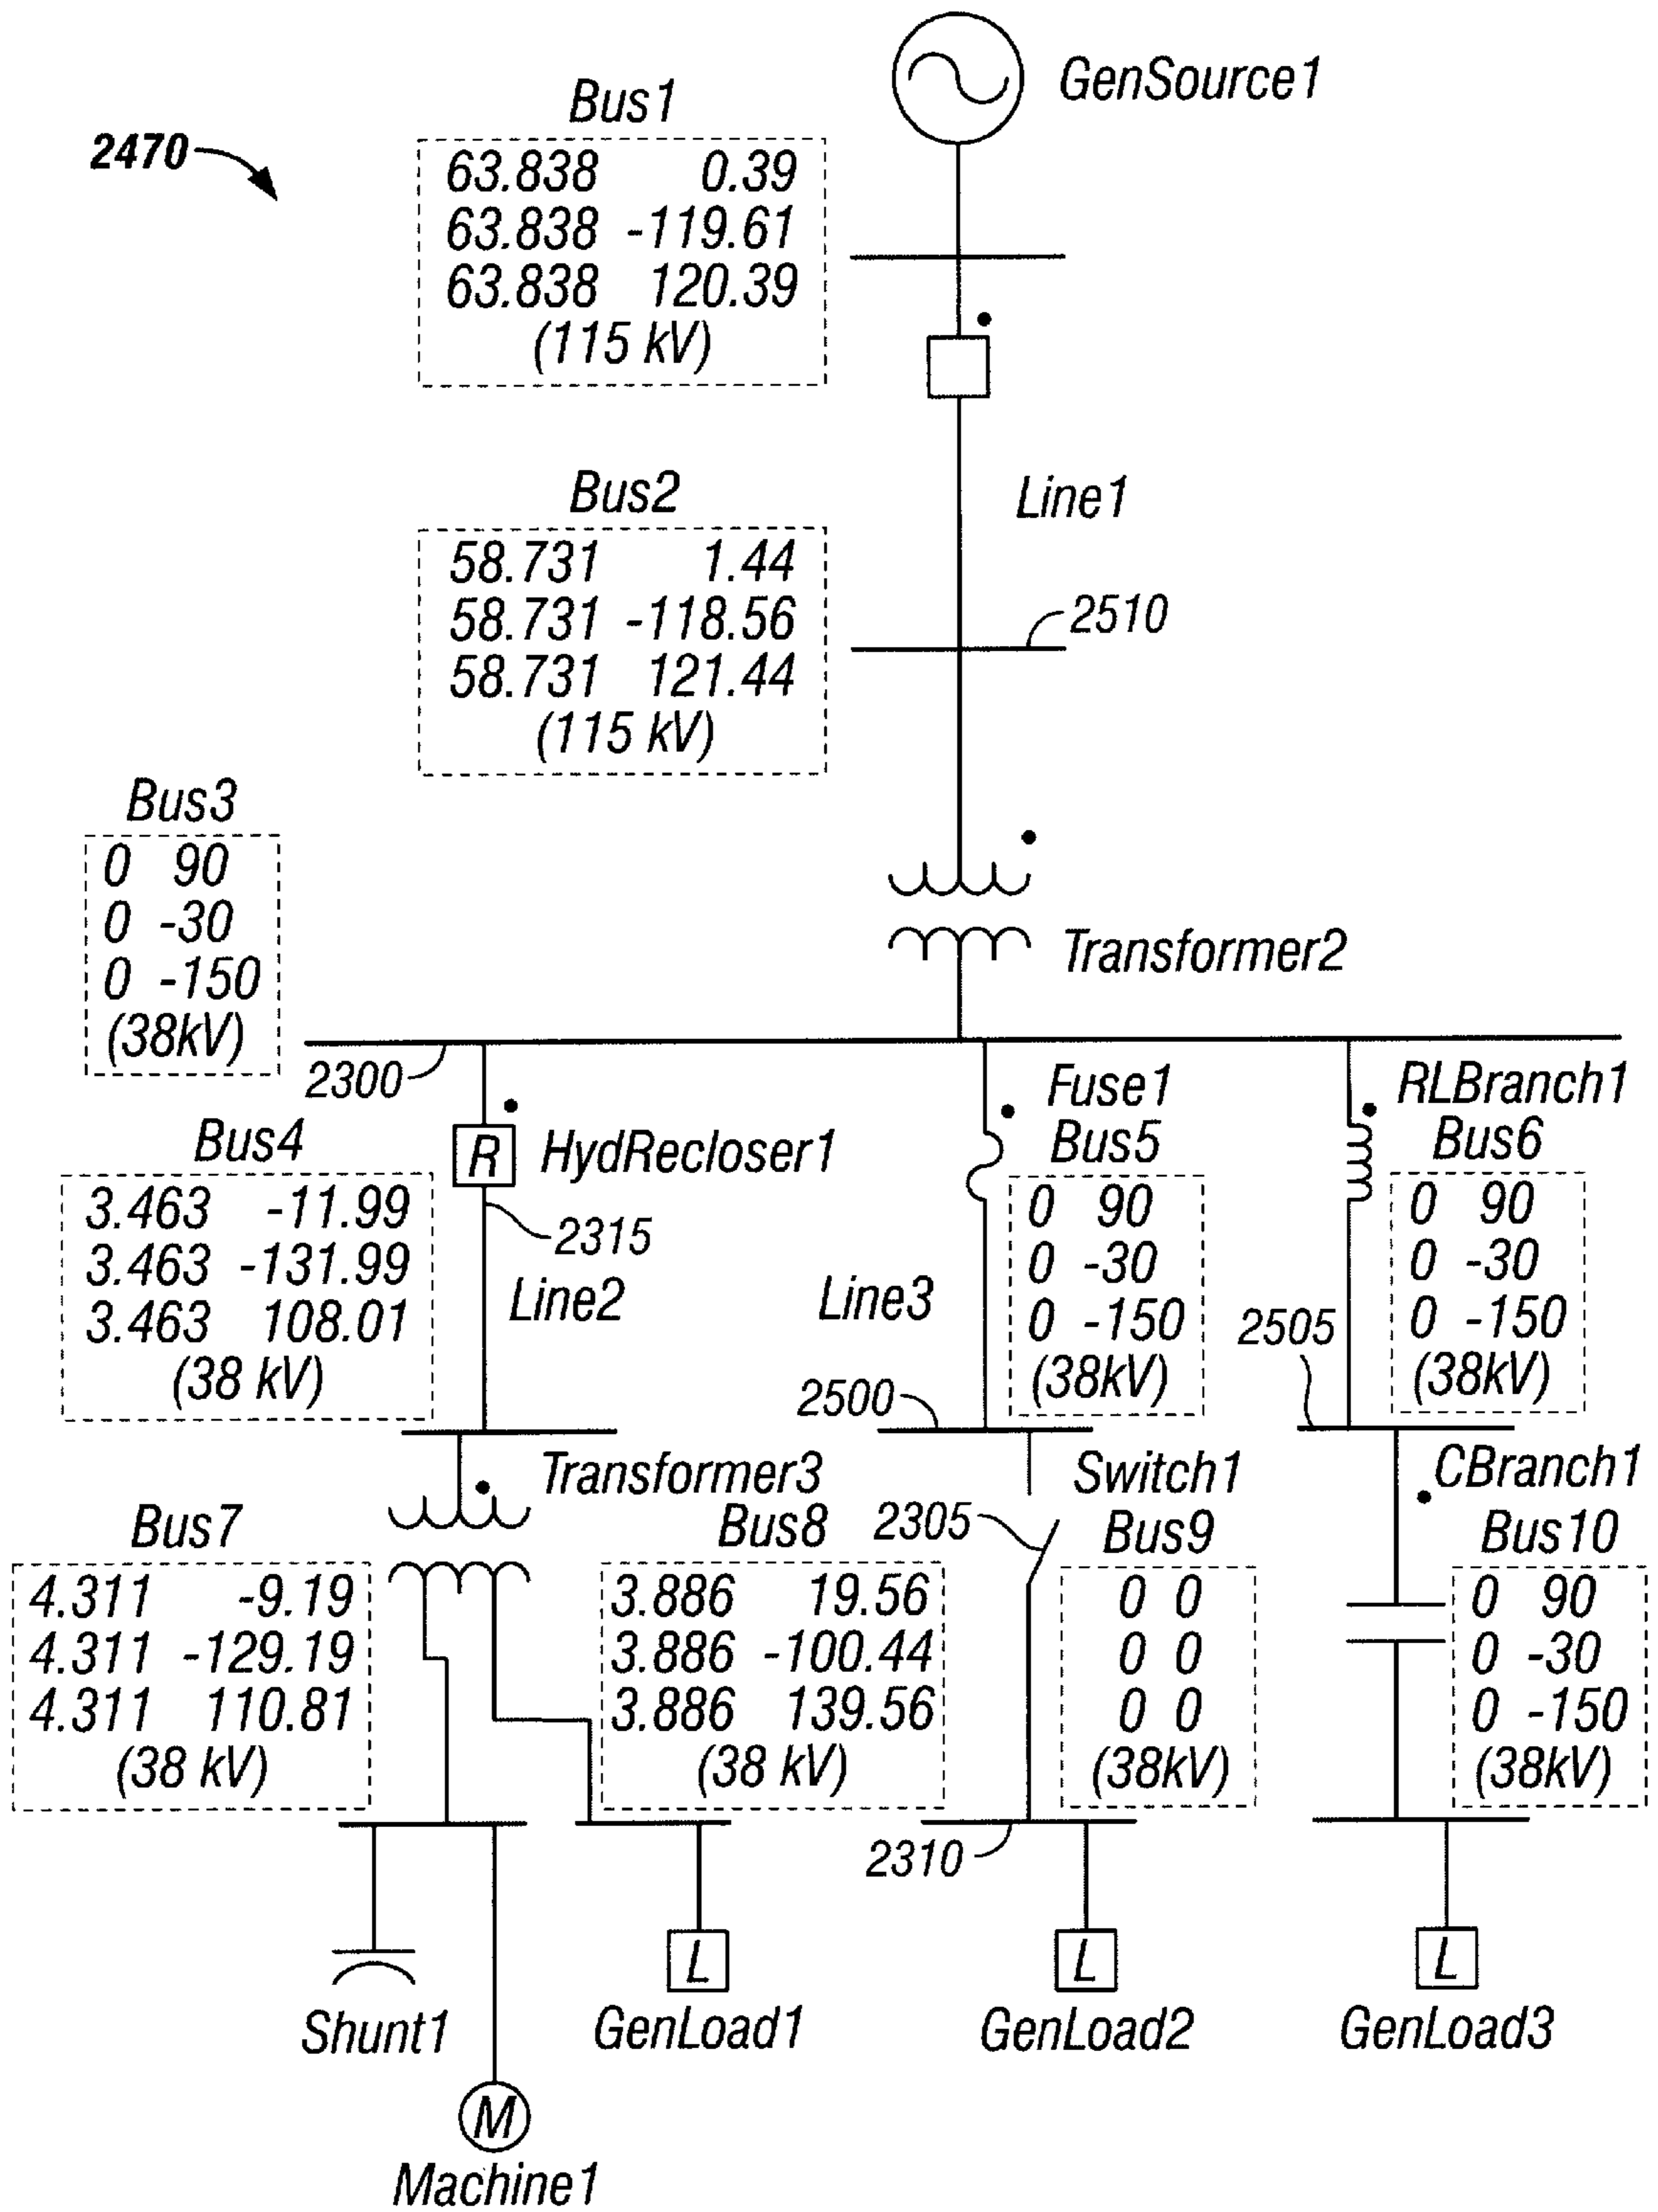 GenSource1
Bus1
2470
63.838 0.39
63.838 -119.61
63.838 120.39
(115 kV)
Line1
Bus2
58.731 1.44
58.731 -118.56
58.731 121.44
(115 kV)
2510
Bus3
0 90
0 -30
0 -150
(38kV)
Transformer2
2300
Fuse1
RLBranch1
Bus4
3.463 -11.99
3.463 -131.99
3.463 108.01
(38 kV)
R
HydRecloser1
2315
Line2
Line3
Bus5
0 90
0 -30
0 -150
(38kV)
Bus6
0 90
0 -30
0 -150
(38kV)
2500
2505
Transformer3
Switch1
CBranch1
Bus7
4.311 -9.19
4.311 -129.19
4.311 110.81
(38 kV)
Bus8
3.886 19.56
3.886 -100.44
3.886 139.56
(38 kV)
2305
Bus9
0 0
0 0
0 0
(38kV)
Bus10
0 90
0 -30
0 -150
(38kV)
2310
L
L
L
Shunt1
GenLoad1
GenLoad2
GenLoad3
M
Machine1